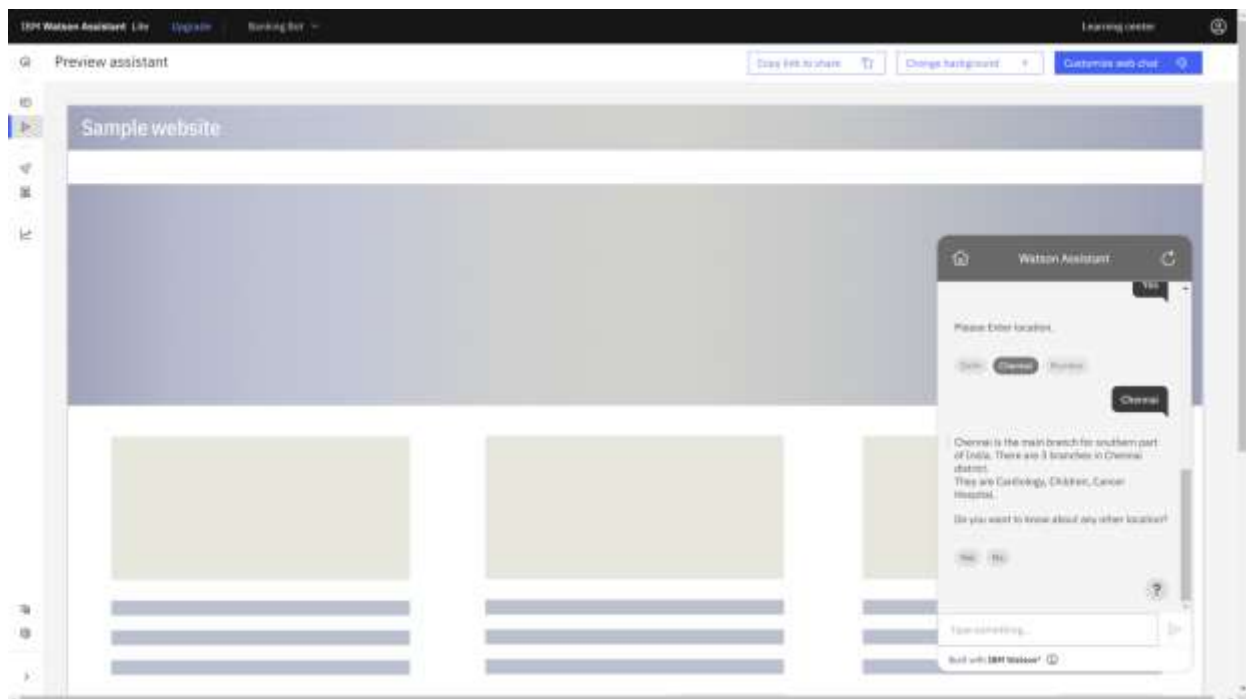 IBM Watson Assistant Lite Upgrade Banking Bot Learning center
Preview assistant Copy link to share Change background Customize web chat
Sample website
Watson Assistant
Yes
Please Enter location.
Delhi Chennai Mumbai
Chennai
Chennai is the main branch for southern part
of India. There are 3 branches in Chennai
district.
They are Cardiology, Children, Cancer
Hospital.
Do you want to know about any other location?
Yes No
?
Type something...
Built with IBM Watson®